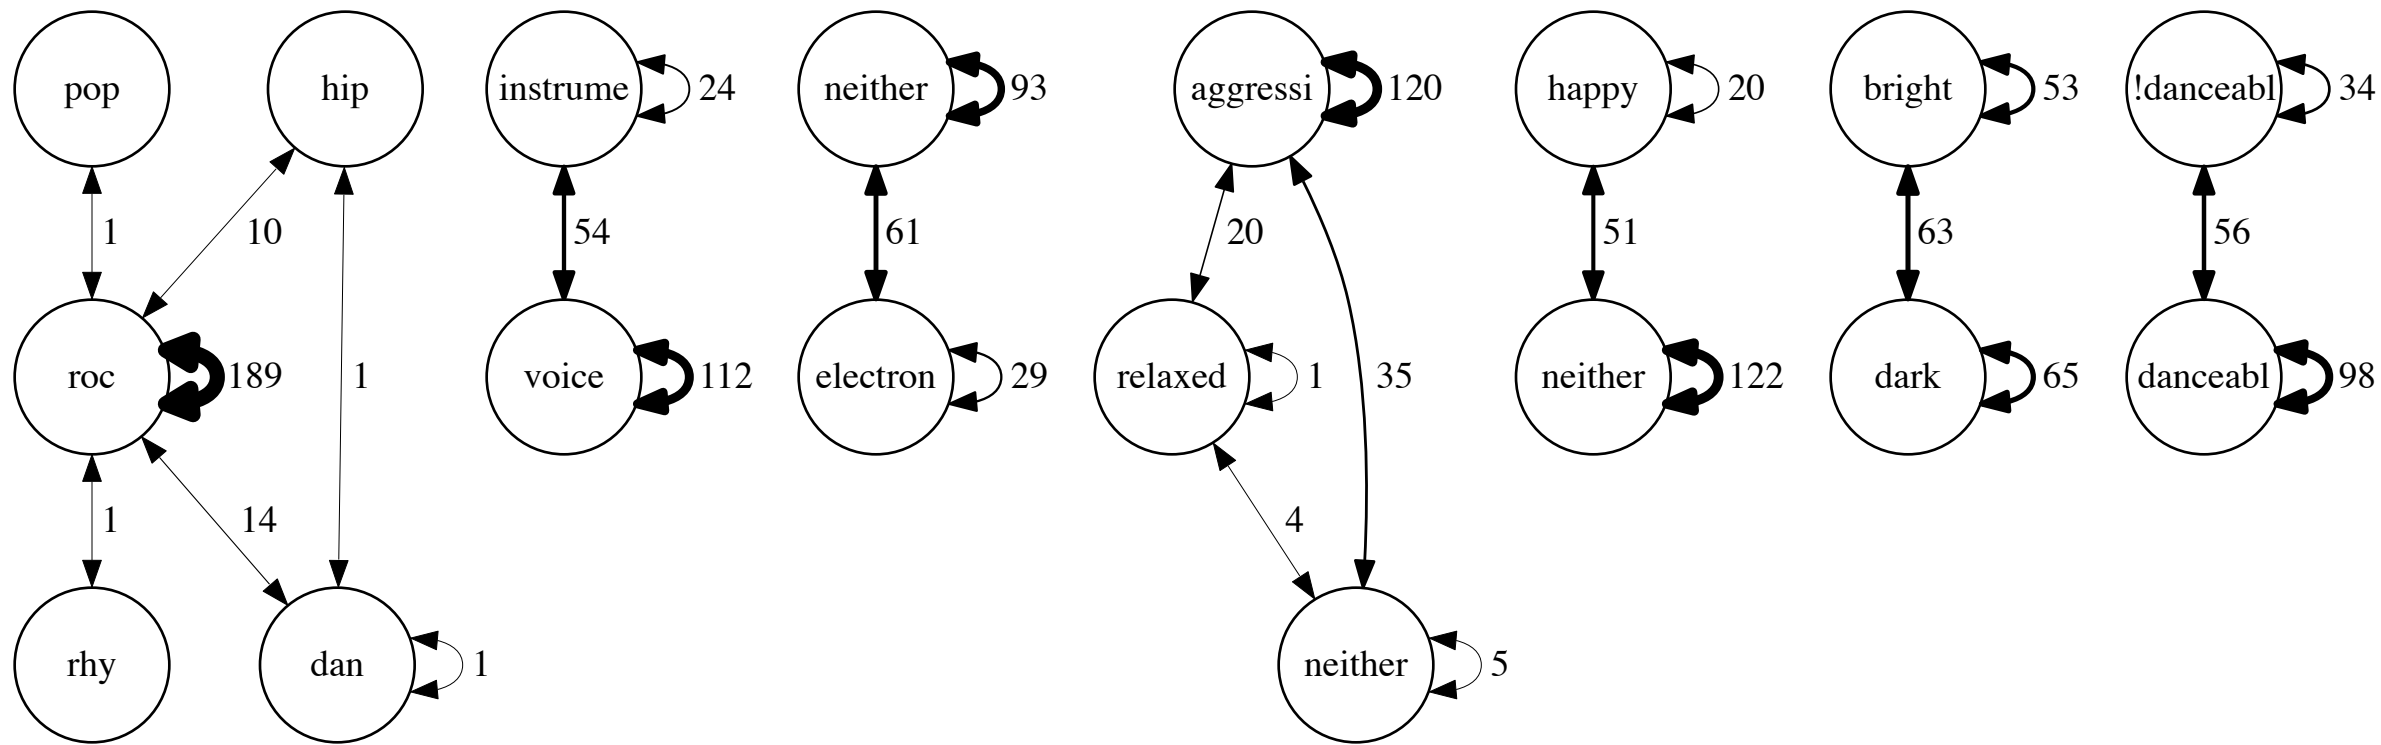 pop
hip
instrume
24
neither
93
aggressi
120
happy
20
bright
53
!danceabl
34
1
10
54
61
20
51
63
56
roc
189
1
voice
112
electron
29
relaxed
1
35
neither
122
dark
65
danceabl
98
1
14
4
rhy
dan
1
neither
5